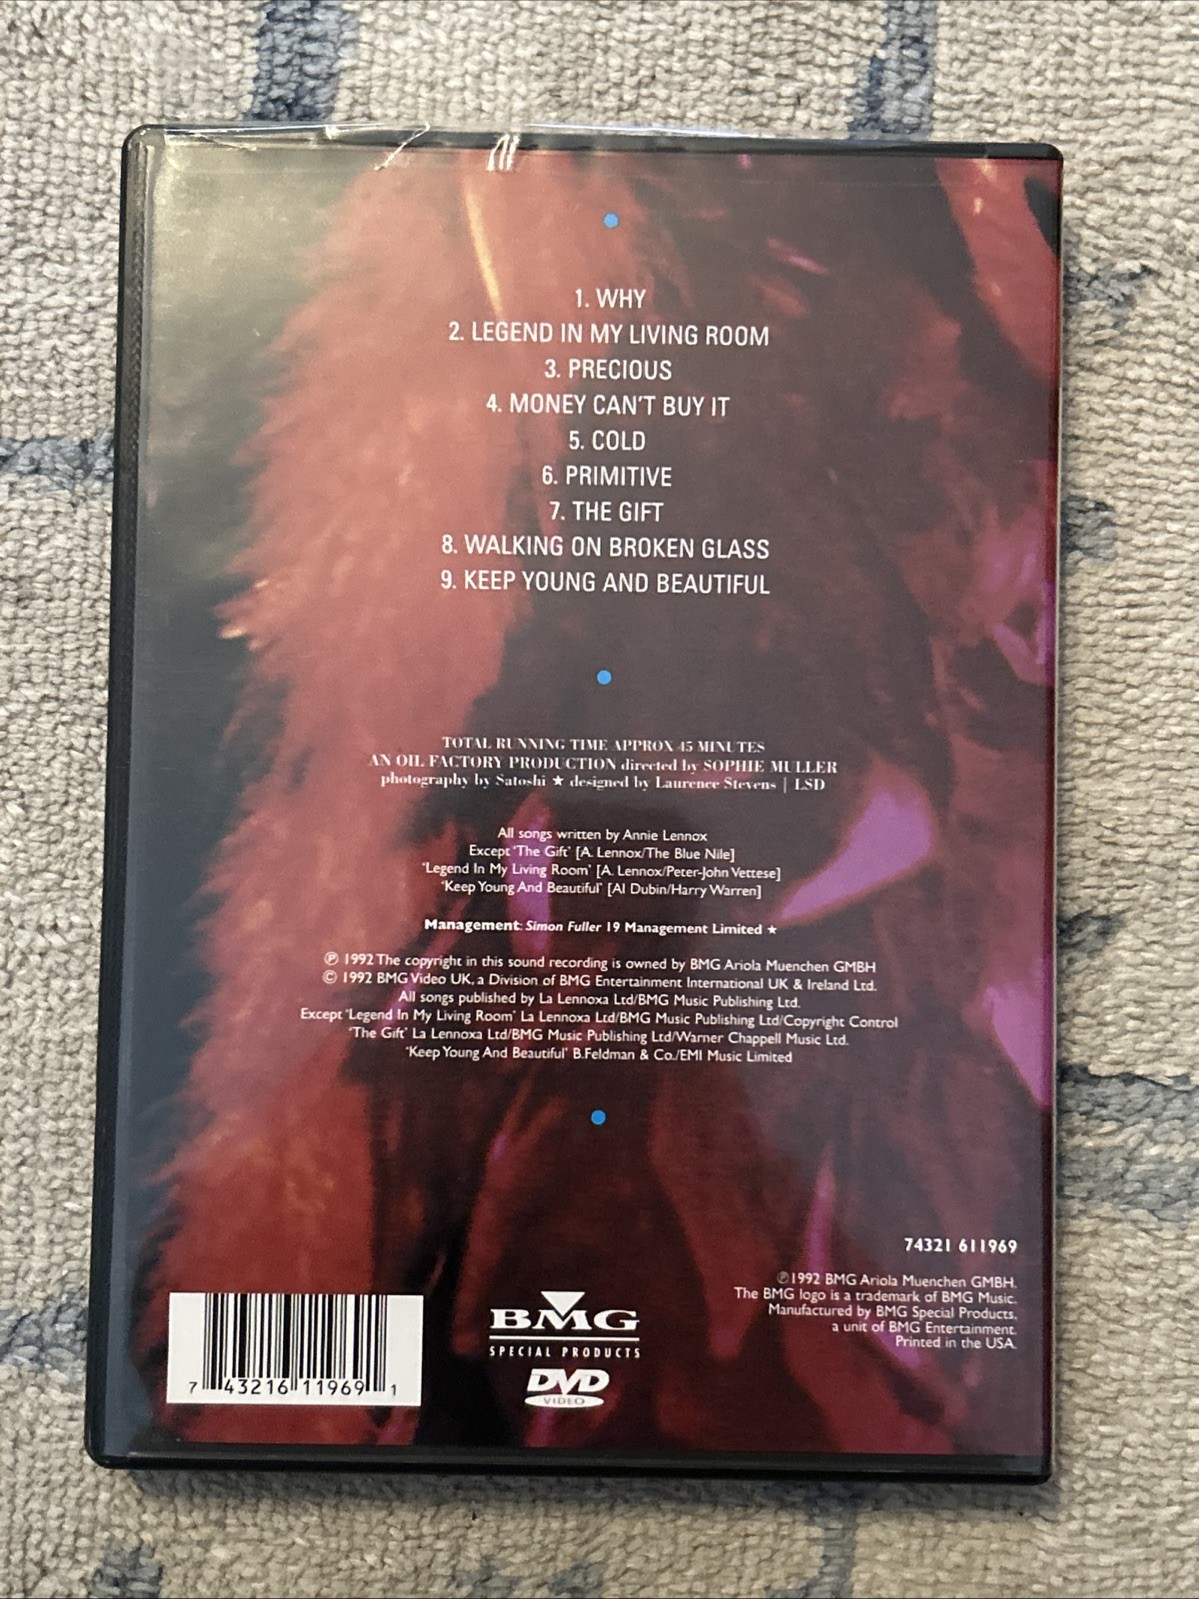 1. WHY
2. LEGEND IN MY LIVING ROOM
3. PRECIOUS
4. MONEY CAN'T BUY IT
5. COLD
6. PRIMITIVE
7. THE GIFT
8. WALKING ON BROKEN GLASS
9. KEEP YOUNG AND BEAUTIFUL
TOTAL RUNNING TIME APPROX 45 MINUTES
AN OIL FACTORY PRODUCTION directed by SOPHIE MULLER
photography by Satoshi ★ designed by Laurence Stevens | LSD
All songs written by Annie Lennox
Except 'The Gift' [A. Lennox/The Blue Nile]
'Legend In My Living Room' [A. Lennox/Peter-John Vettese]
'Keep Young And Beautiful' [Al Dubin/Harry Warren]
Management: Simon Fuller 19 Management Limited ★
℗ 1992 The copyright in this sound recording is owned by BMG Ariola Muenchen GMBH
© 1992 BMG Video UK, a Division of BMG Entertainment International UK & Ireland Ltd.
All songs published by La Lennoxa Ltd/BMG Music Publishing Ltd.
Except 'Legend In My Living Room' La Lennoxa Ltd/BMG Music Publishing Ltd/Copyright Control
'The Gift' La Lennoxa Ltd/BMG Music Publishing Ltd/Warner Chappell Music Ltd.
'Keep Young And Beautiful' B.Feldman & Co./EMI Music Limited
74321 611969
℗1992 BMG Ariola Muenchen GMBH.
The BMG logo is a trademark of BMG Music.
Manufactured by BMG Special Products,
a unit of BMG Entertainment.
Printed in the USA.
BMG
SPECIAL PRODUCTS
DVD
VIDEO
7 43216 11969 1